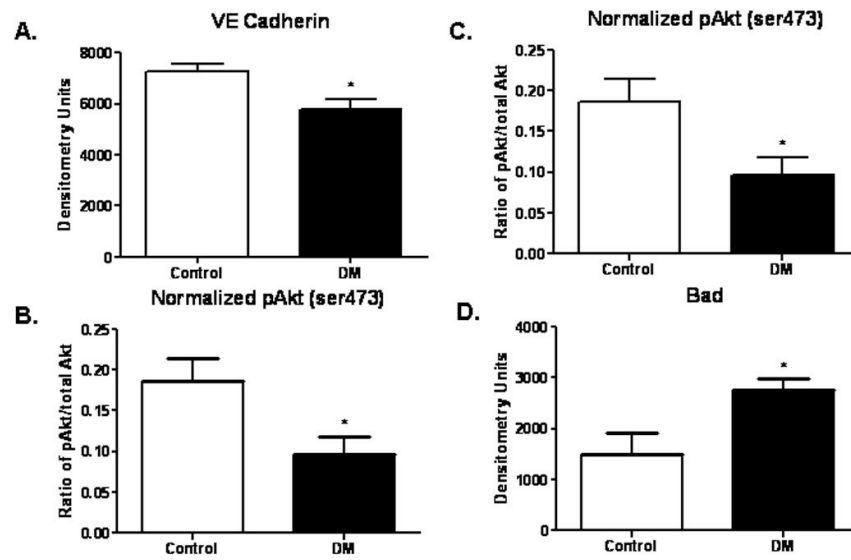 A.
VE Cadherin
Densitometry Units
8000
6000
4000
2000
0
*
Control
DM
B.
Normalized pAkt (ser473)
Ratio of pAkt/total Akt
0.25
0.20
0.15
0.10
0.05
0.00
*
Control
DM
C.
Normalized pAkt (ser473)
Ratio of pAkt/total Akt
0.25
0.20
0.15
0.10
0.05
0.00
*
Control
DM
D.
Bad
Densitometry Units
4000
3000
2000
1000
0
*
Control
DM